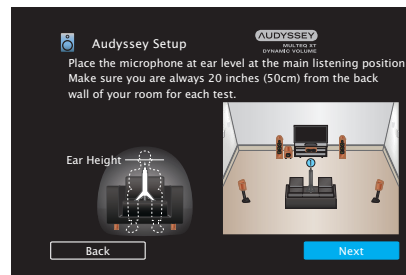 Audyssey Setup
AUDYSSEY
MULTEQ XT
DYNAMIC VOLUME
Place the microphone at ear level at the main listening position
Make sure you are always 20 inches (50cm) from the back
wall of your room for each test.
Ear Height
Back
Next